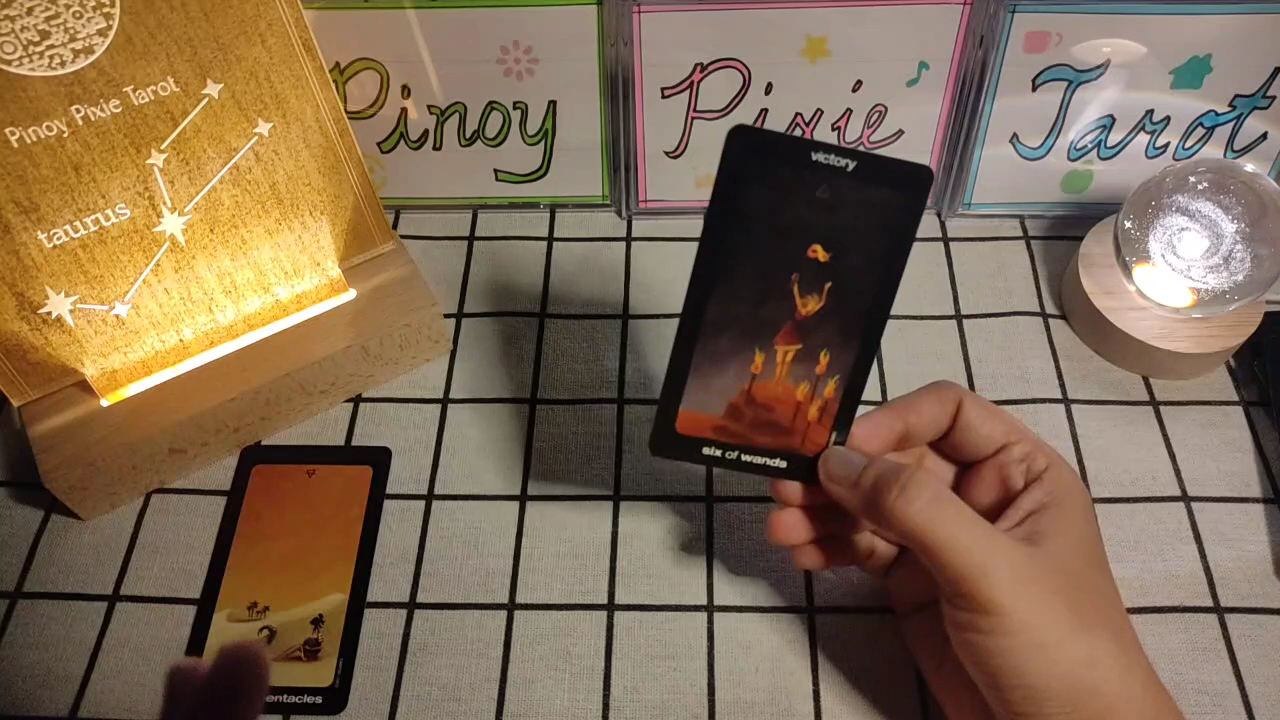 Pinoy Pixie Tarot
taurus
Pinoy
Pixie
Tarot
victory
six of wands
entacles